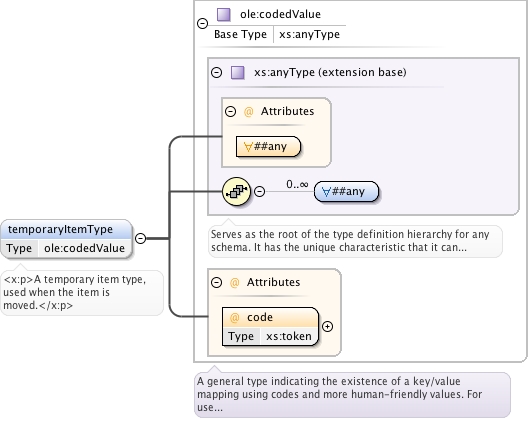 ole:codedValue
Base Type xs:anyType
xs:anyType (extension base)
@ Attributes
∀##any
0..∞
∀##any
temporaryItemType
Type ole:codedValue
Serves as the root of the type definition hierarchy for any
schema. It has the unique characteristic that it can...
<x:p>A temporary item type,
used when the item is
moved.</x:p>
@ Attributes
@ code
Type xs:token
A general type indicating the existence of a key/value
mapping using codes and more human-friendly values. For
use...